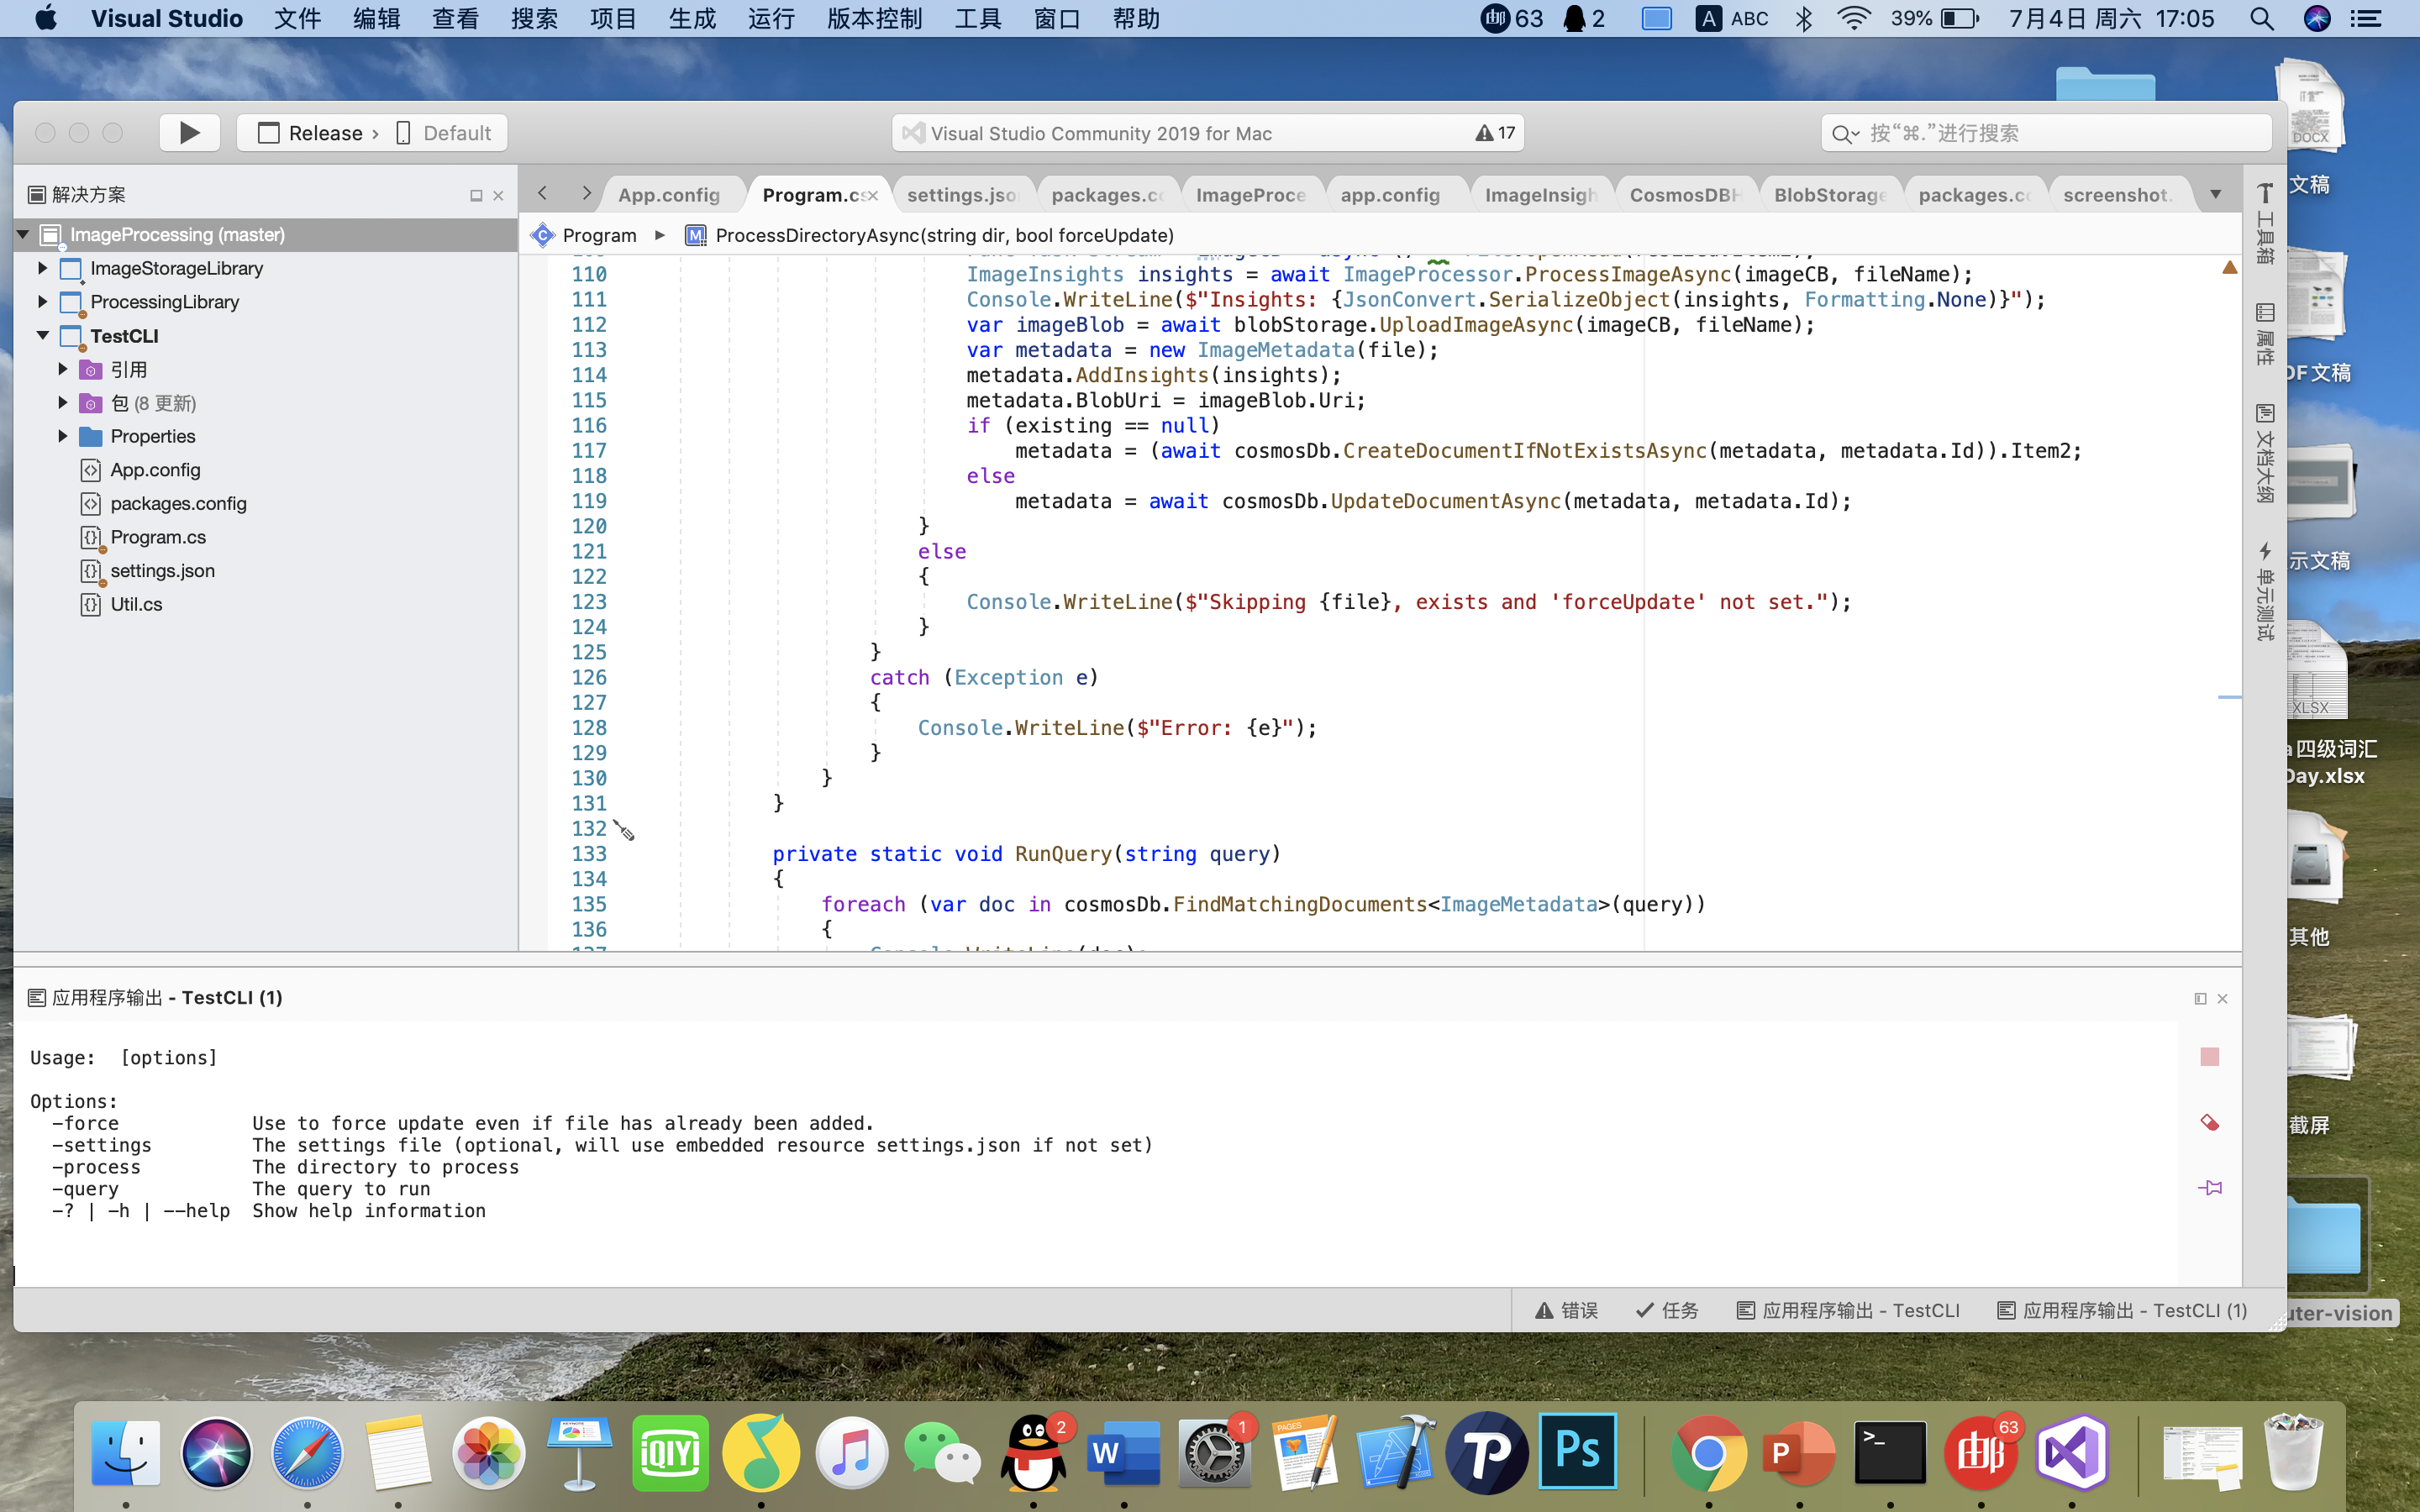 Visual Studio 文件 编辑 查看 搜索 项目 生成 运行 版本控制 工具 窗口 帮助 63 2 A ABC 39% 7月4日 周六 17:05
Release › Default
Visual Studio Community 2019 for Mac 17
按“⌘.”进行搜索
解决方案
App.config Program.cs settings.jso packages.co ImageProce app.config ImageInsigh CosmosDBH BlobStorage packages.co screenshot.
ImageProcessing (master)
ImageStorageLibrary
ProcessingLibrary
TestCLI
引用
包 (8 更新)
Properties
App.config
packages.config
Program.cs
settings.json
Util.cs
Program ▶ ProcessDirectoryAsync(string dir, bool forceUpdate)
110 ImageInsights insights = await ImageProcessor.ProcessImageAsync(imageCB, fileName);
111 Console.WriteLine($"Insights: {JsonConvert.SerializeObject(insights, Formatting.None)}");
112 var imageBlob = await blobStorage.UploadImageAsync(imageCB, fileName);
113 var metadata = new ImageMetadata(file);
114 metadata.AddInsights(insights);
115 metadata.BlobUri = imageBlob.Uri;
116 if (existing == null)
117 metadata = (await cosmosDb.CreateDocumentIfNotExistsAsync(metadata, metadata.Id)).Item2;
118 else
119 metadata = await cosmosDb.UpdateDocumentAsync(metadata, metadata.Id);
120 }
121 else
122 {
123 Console.WriteLine($"Skipping {file}, exists and 'forceUpdate' not set.");
124 }
125 }
126 catch (Exception e)
127 {
128 Console.WriteLine($"Error: {e}");
129 }
130 }
131 }
132
133 private static void RunQuery(string query)
134 {
135 foreach (var doc in cosmosDb.FindMatchingDocuments<ImageMetadata>(query))
136 {
工具箱
属性
文档大纲
单元测试
应用程序输出 - TestCLI (1)
Usage: [options]
Options:
-force Use to force update even if file has already been added.
-settings The settings file (optional, will use embedded resource settings.json if not set)
-process The directory to process
-query The query to run
-? | -h | --help Show help information
错误 任务 应用程序输出 - TestCLI 应用程序输出 - TestCLI (1)
DOCX
文稿
DF文稿
示文稿
XLSX
四级词汇
Day.xlsx
其他
截屏
uter-vision
KEYNOTE
iQIYI
2
W
1
PAGES
Ps
P
>_
63